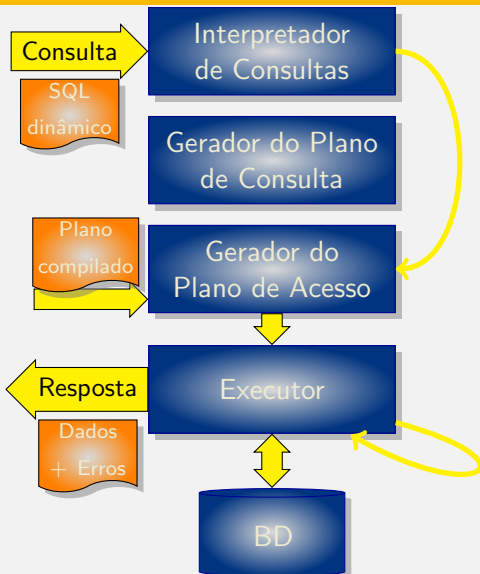 Consulta
Interpretador
de Consultas
SQL
dinâmico
Gerador do Plano
de Consulta
Plano
compilado
Gerador do
Plano de Acesso
Resposta
Executor
Dados
+ Erros
BD